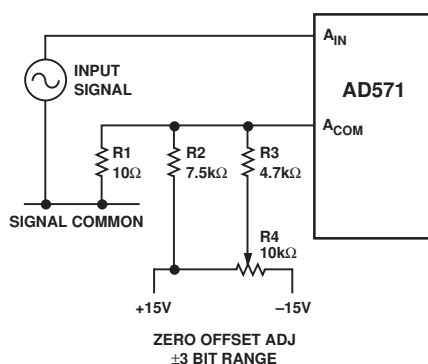 A_IN
INPUT
SIGNAL
AD571
A_COM
R1
10Ω
R2
7.5kΩ
R3
4.7kΩ
SIGNAL COMMON
R4
10kΩ
+15V
–15V
ZERO OFFSET ADJ
±3 BIT RANGE